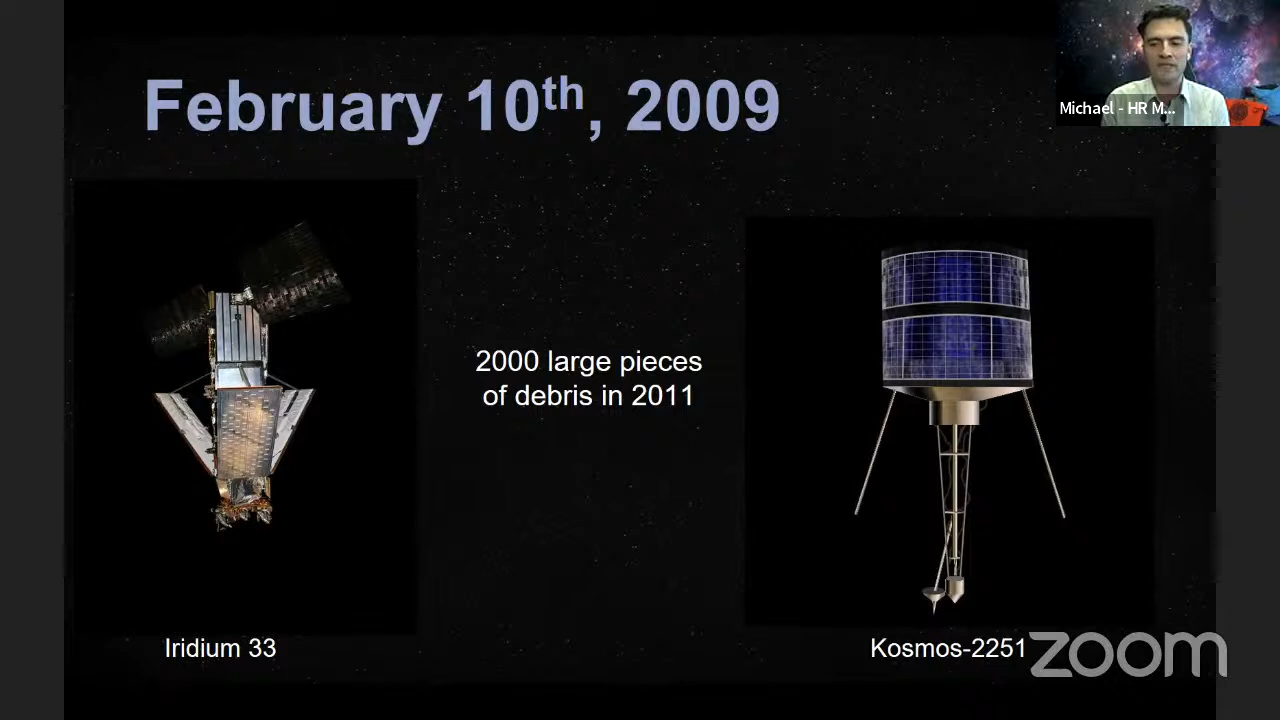 February 10th, 2009
Michael - HR M...
2000 large pieces
of debris in 2011
Iridium 33
Kosmos-2251
zoom